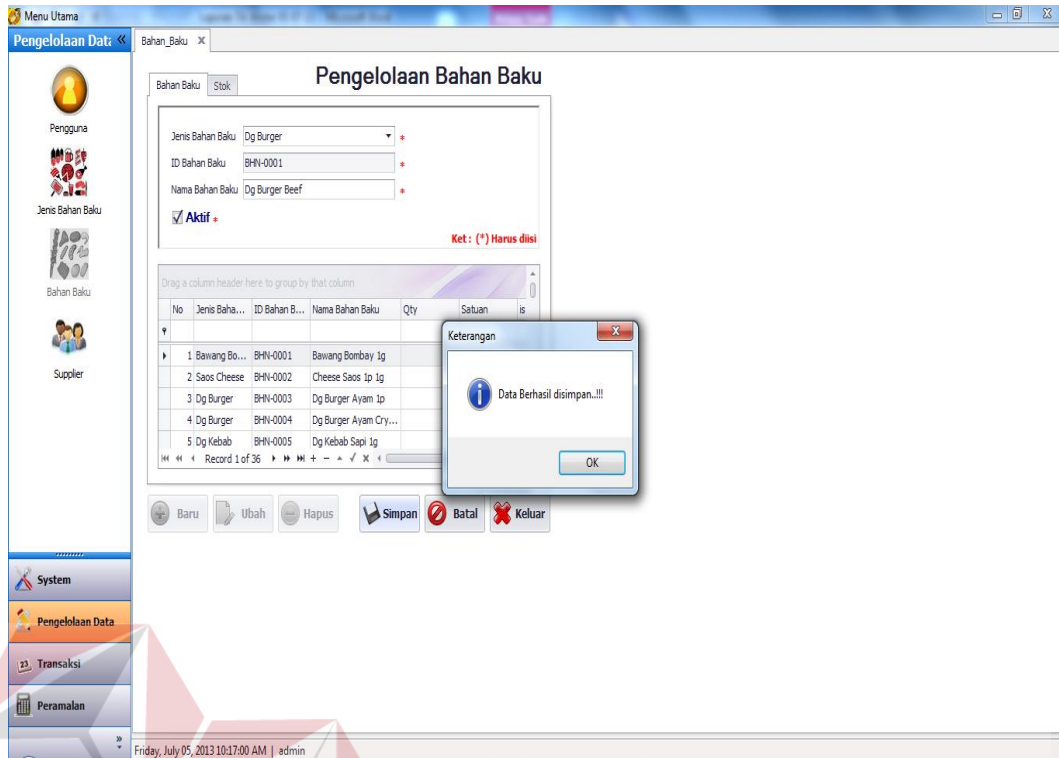 Menu Utama
Pengelolaan Data «
Bahan_Baku x
Pengguna
Jenis Bahan Baku
Bahan Baku
Supplier
Bahan Baku Stok
Pengelolaan Bahan Baku
Jenis Bahan Baku Dg Burger *
ID Bahan Baku BHN-0001 *
Nama Bahan Baku Dg Burger Beef *
Aktif *
Ket : (*) Harus diisi
Drag a column header here to group by that column
No Jenis Baha... ID Bahan B... Nama Bahan Baku Qty Satuan is
1 Bawang Bo... BHN-0001 Bawang Bombay 1g
2 Saos Cheese BHN-0002 Cheese Saos 1p 1g
3 Dg Burger BHN-0003 Dg Burger Ayam 1p
4 Dg Burger BHN-0004 Dg Burger Ayam Cry...
5 Dg Kebab BHN-0005 Dg Kebab Sapi 1g
Record 1 of 36
Keterangan
Data Berhasil disimpan..!!!
OK
Baru Ubah Hapus Simpan Batal Keluar
System
Pengelolaan Data
23 Transaksi
Peramalan
»
Friday, July 05, 2013 10:17:00 AM | admin